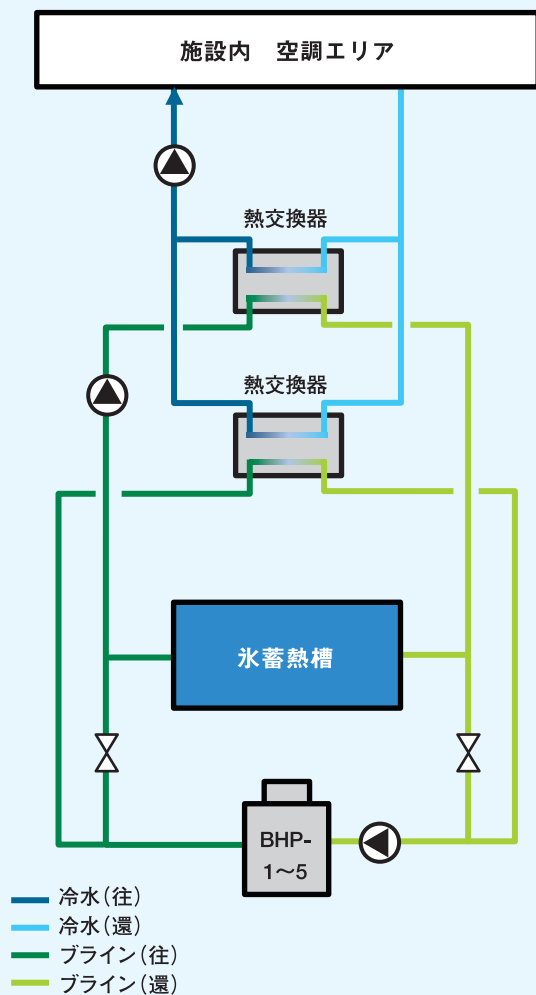 施設内　空調エリア
熱交換器
熱交換器
氷蓄熱槽
BHP-
1〜5
冷水(往)
冷水(還)
ブライン(往)
ブライン(還)